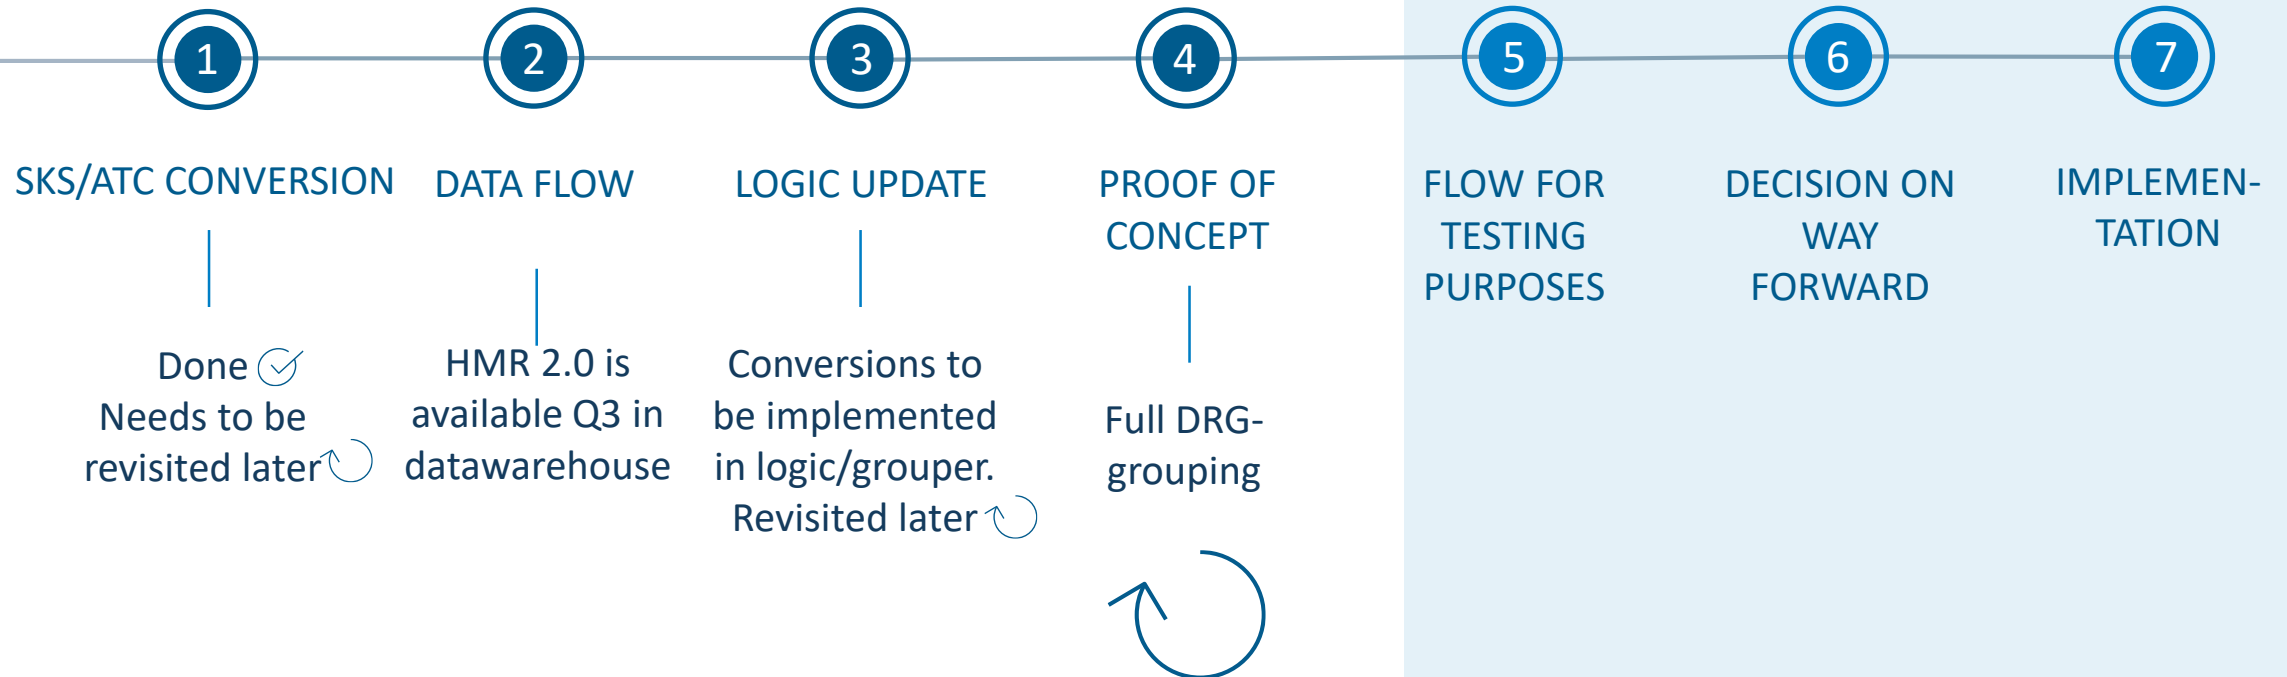 1
2
3
4
5
6
7
SKS/ATC CONVERSION
Done
Needs to be
revisited later
DATA FLOW
HMR 2.0 is
available Q3 in
datawarehouse
LOGIC UPDATE
Conversions to
be implemented
in logic/grouper.
Revisited later
PROOF OF
CONCEPT
Full DRG-
grouping
FLOW FOR
TESTING
PURPOSES
DECISION ON
WAY
FORWARD
IMPLEMEN-
TATION